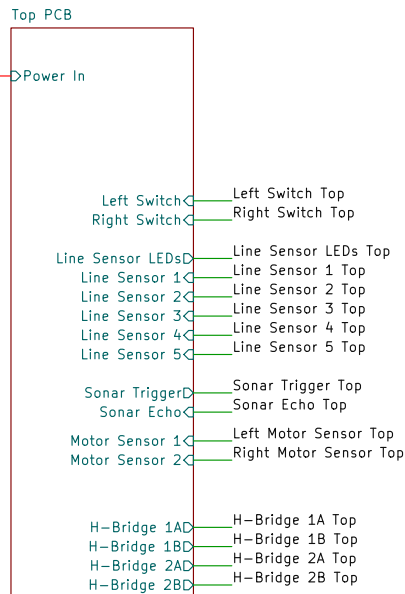 Top PCB
Power In
Left Switch Left Switch Top
Right Switch Right Switch Top
Line Sensor LEDs Line Sensor LEDs Top
Line Sensor 1 Line Sensor 1 Top
Line Sensor 2 Line Sensor 2 Top
Line Sensor 3 Line Sensor 3 Top
Line Sensor 4 Line Sensor 4 Top
Line Sensor 5 Line Sensor 5 Top
Sonar Trigger Sonar Trigger Top
Sonar Echo Sonar Echo Top
Motor Sensor 1 Left Motor Sensor Top
Motor Sensor 2 Right Motor Sensor Top
H-Bridge 1A H-Bridge 1A Top
H-Bridge 1B H-Bridge 1B Top
H-Bridge 2A H-Bridge 2A Top
H-Bridge 2B H-Bridge 2B Top